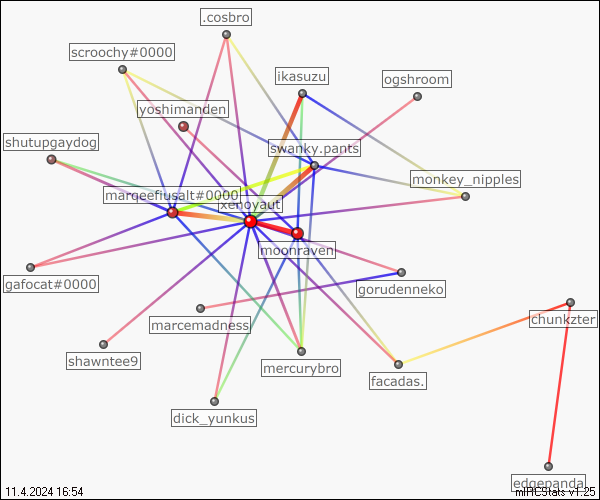 .cosbro
scroochy#0000
ikasuzu
ogshroom
yoshimanden
shutupgaydog
swanky.pants
monkey_nipples
marqeefiusalt#0000
xenoyaut
moonraven
gafocat#0000
gorudenneko
chunkzter
marcemadness
shawntee9
mercurybro
facadas.
dick_yunkus
edgepanda
11.4.2024 16:54
mIRCStats v1.25